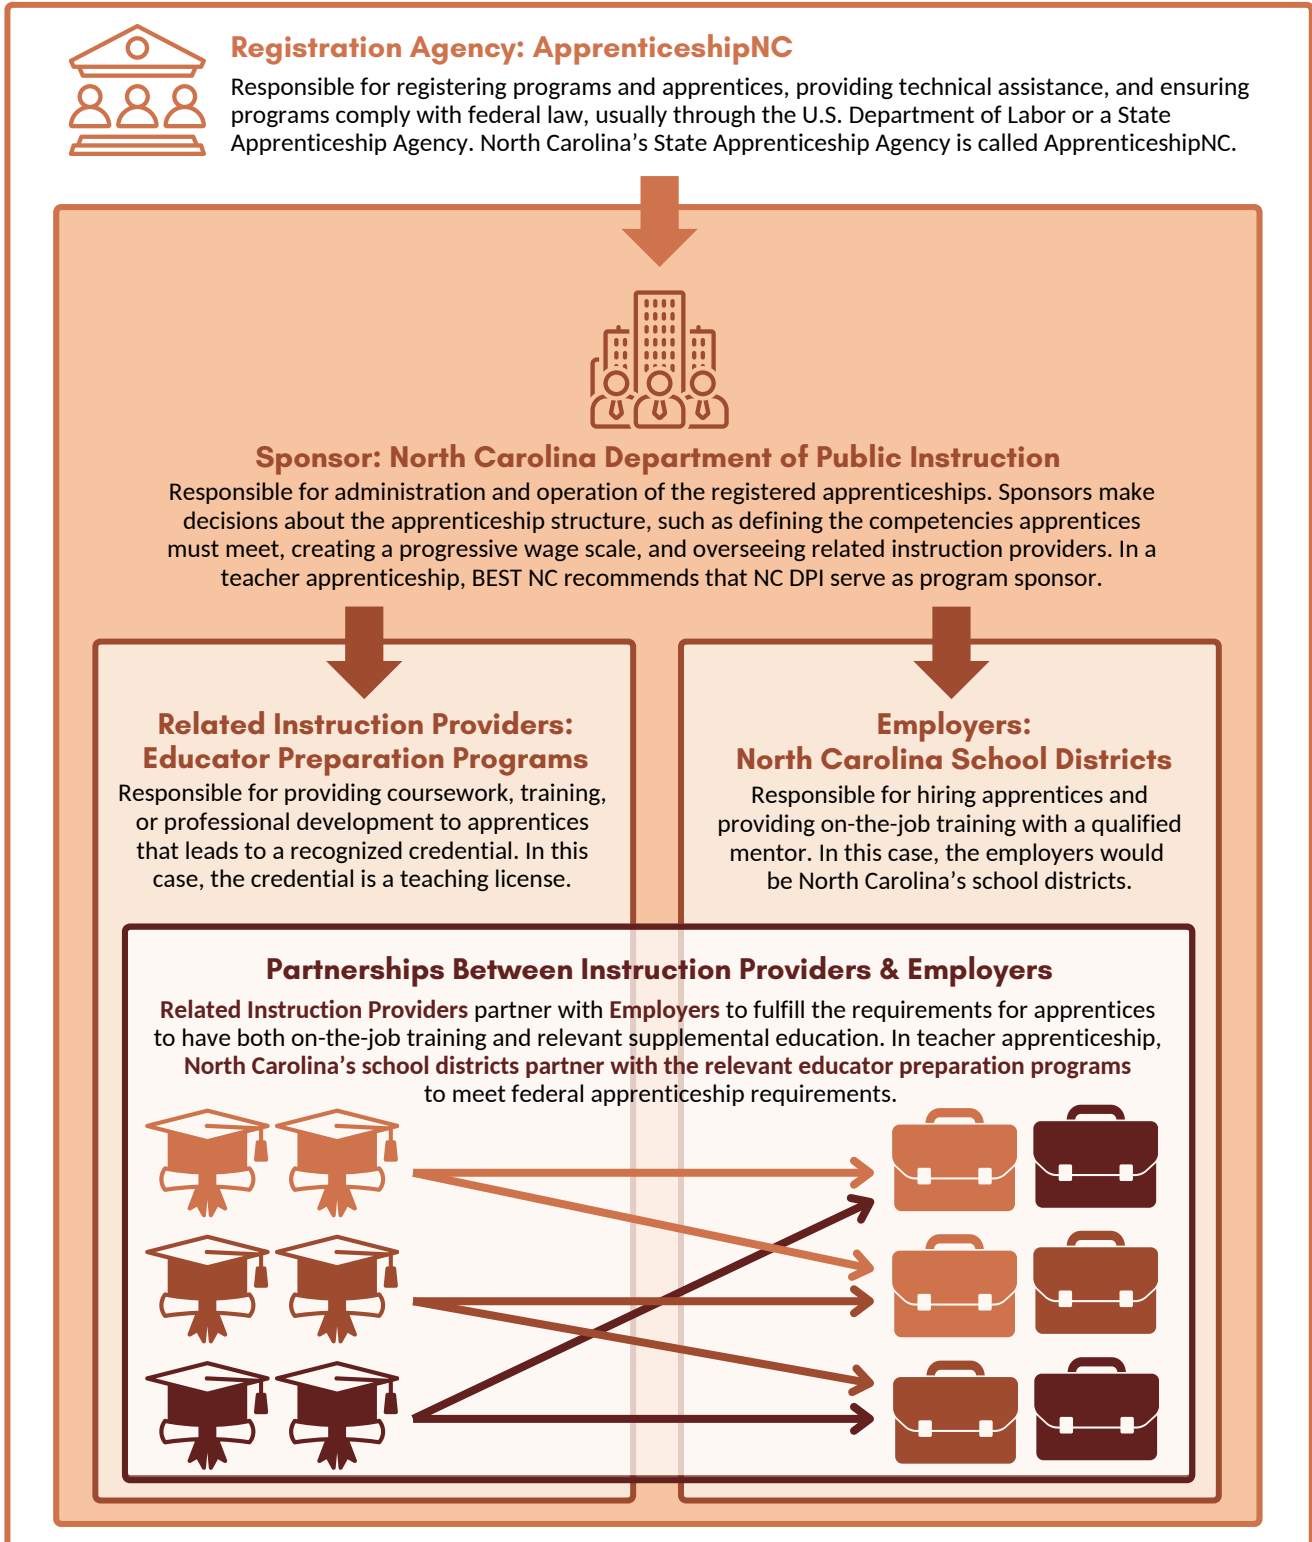 Registration Agency: ApprenticeshipNC
Responsible for registering programs and apprentices, providing technical assistance, and ensuring
programs comply with federal law, usually through the U.S. Department of Labor or a State
Apprenticeship Agency. North Carolina’s State Apprenticeship Agency is called ApprenticeshipNC.
Sponsor: North Carolina Department of Public Instruction
Responsible for administration and operation of the registered apprenticeships. Sponsors make
decisions about the apprenticeship structure, such as defining the competencies apprentices
must meet, creating a progressive wage scale, and overseeing related instruction providers. In a
teacher apprenticeship, BEST NC recommends that NC DPI serve as program sponsor.
Related Instruction Providers:
Educator Preparation Programs
Responsible for providing coursework, training,
or professional development to apprentices
that leads to a recognized credential. In this
case, the credential is a teaching license.
Employers:
North Carolina School Districts
Responsible for hiring apprentices and
providing on-the-job training with a qualified
mentor. In this case, the employers would
be North Carolina’s school districts.
Partnerships Between Instruction Providers & Employers
Related Instruction Providers partner with Employers to fulfill the requirements for apprentices
to have both on-the-job training and relevant supplemental education. In teacher apprenticeship,
North Carolina’s school districts partner with the relevant educator preparation programs
to meet federal apprenticeship requirements.